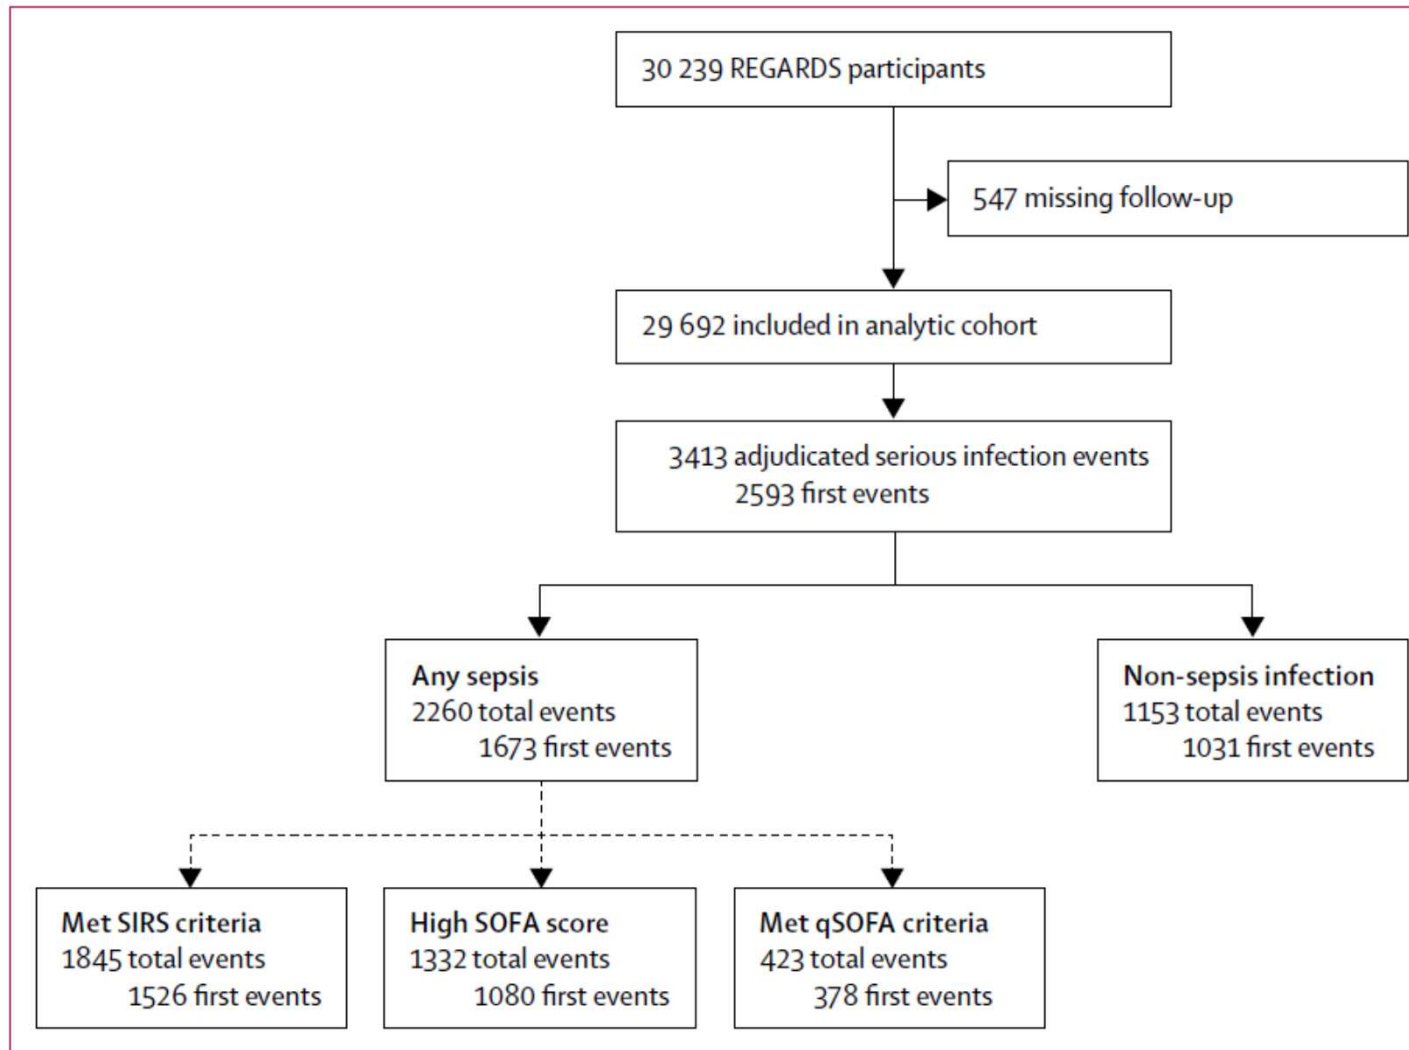 30 239 REGARDS participants
547 missing follow-up
29 692 included in analytic cohort
3413 adjudicated serious infection events
2593 first events
Any sepsis
2260 total events
1673 first events
Non-sepsis infection
1153 total events
1031 first events
Met SIRS criteria
1845 total events
1526 first events
High SOFA score
1332 total events
1080 first events
Met qSOFA criteria
423 total events
378 first events